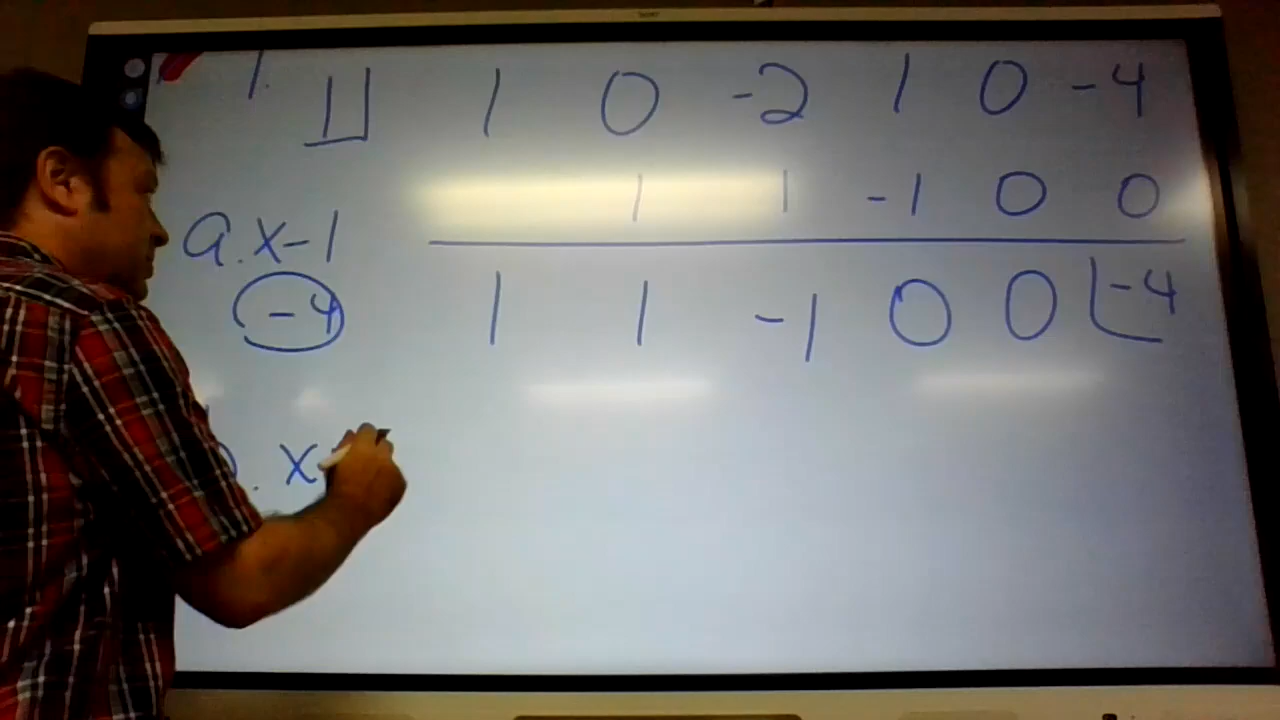 1. 1 1 0 -2 1 0 -4
1 1 -1 0 0
a. x-1
-4 1 1 -1 0 0 -4
. x